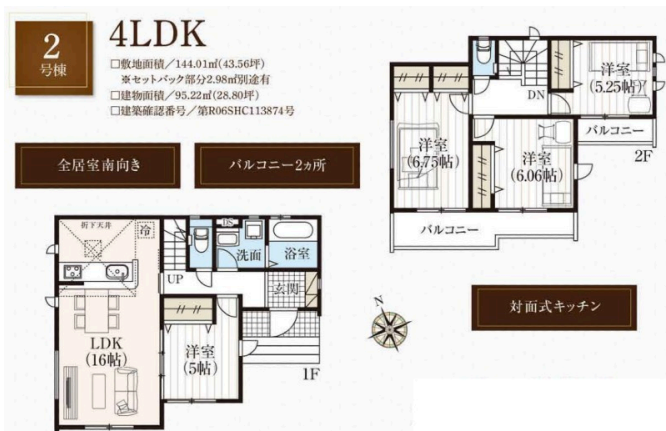 2
号棟
4LDK
□敷地面積／144.01㎡(43.56坪)
※セットバック部分2.98㎡別途有
□建物面積／95.22㎡(28.80坪)
□建築確認番号／第R06SHC113874号
全居室南向き
バルコニー2ヵ所
洋室
(5.25帖)
DN
バルコニー
2F
洋室
(6.75帖)
洋室
(6.06帖)
バルコニー
折下天井
冷
DS
洗面
浴室
UP
玄関
LDK
(16帖)
洋室
(5帖)
1F
N
対面式キッチン